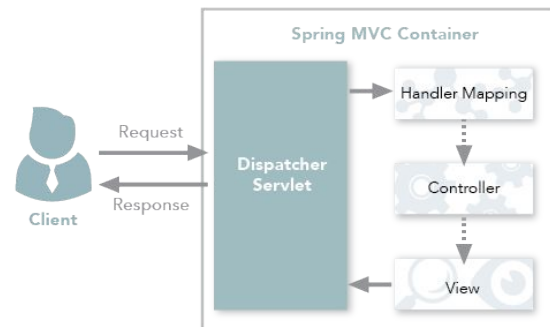 Spring MVC Container
Handler Mapping
Request
Dispatcher
Servlet
Controller
Response
Client
View